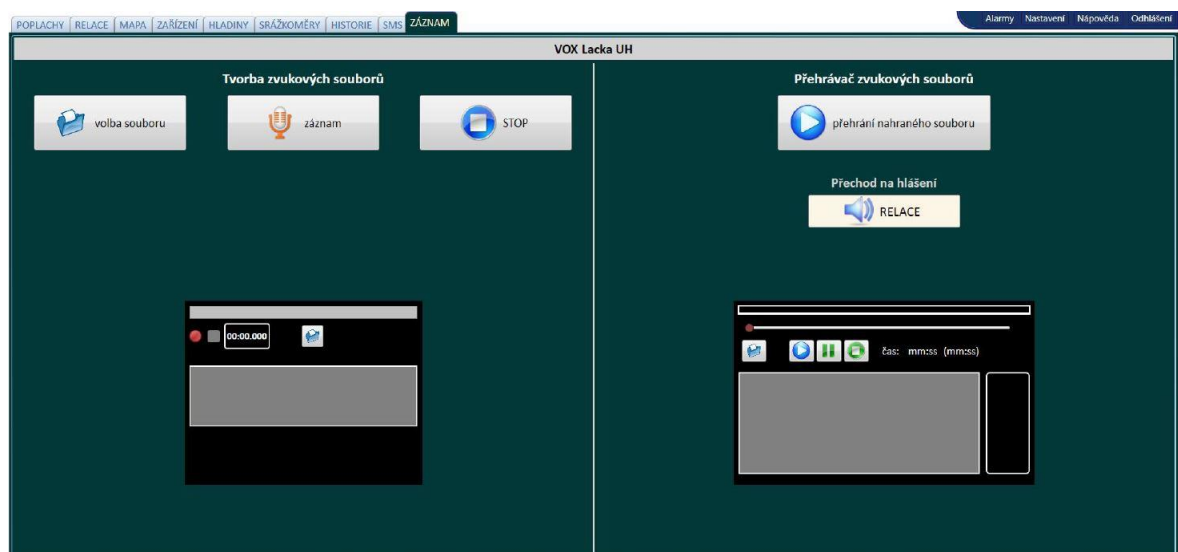 POPLACHY RELACE MAPA ZAŘÍZENÍ HLADINY SRÁŽKOMĚRY HISTORIE SMS ZÁZNAM Alarmy Nastavení Nápověda Odhlášení
VOX Lacka UH
Tvorba zvukových souborů
volba souboru záznam STOP
00:00.000
Přehrávač zvukových souborů
přehrání nahraného souboru
Přechod na hlášení
RELACE
čas: mm:ss (mm:ss)